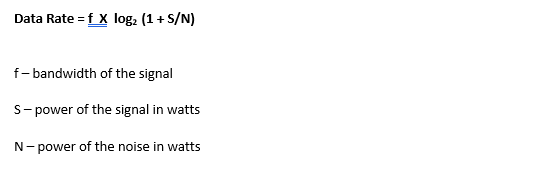 Data Rate = f X log₂ (1 + S/N)
f – bandwidth of the signal
S – power of the signal in watts
N – power of the noise in watts